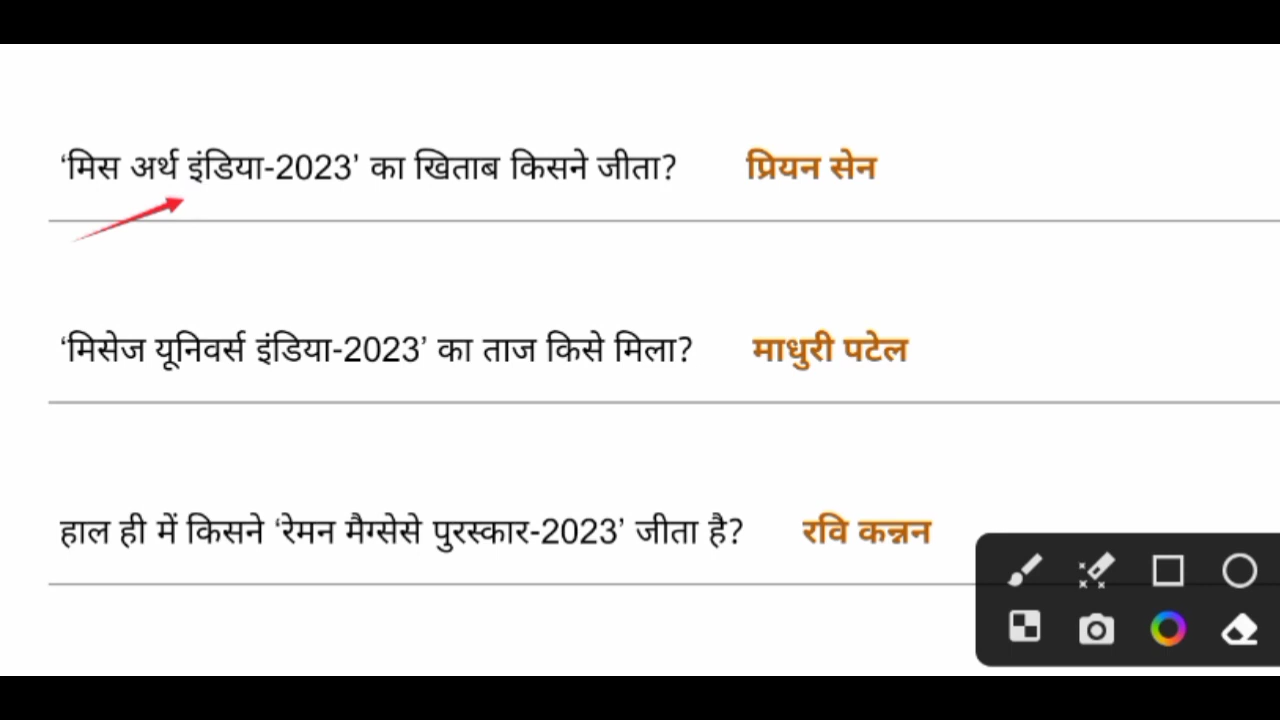 ‘मिस अर्थ इंडिया-2023’ का खिताब किसने जीता? प्रियन सेन
‘मिसेज यूनिवर्स इंडिया-2023’ का ताज किसे मिला? माधुरी पटेल
हाल ही में किसने ‘रेमन मैग्सेसे पुरस्कार-2023’ जीता है? रवि कन्नन